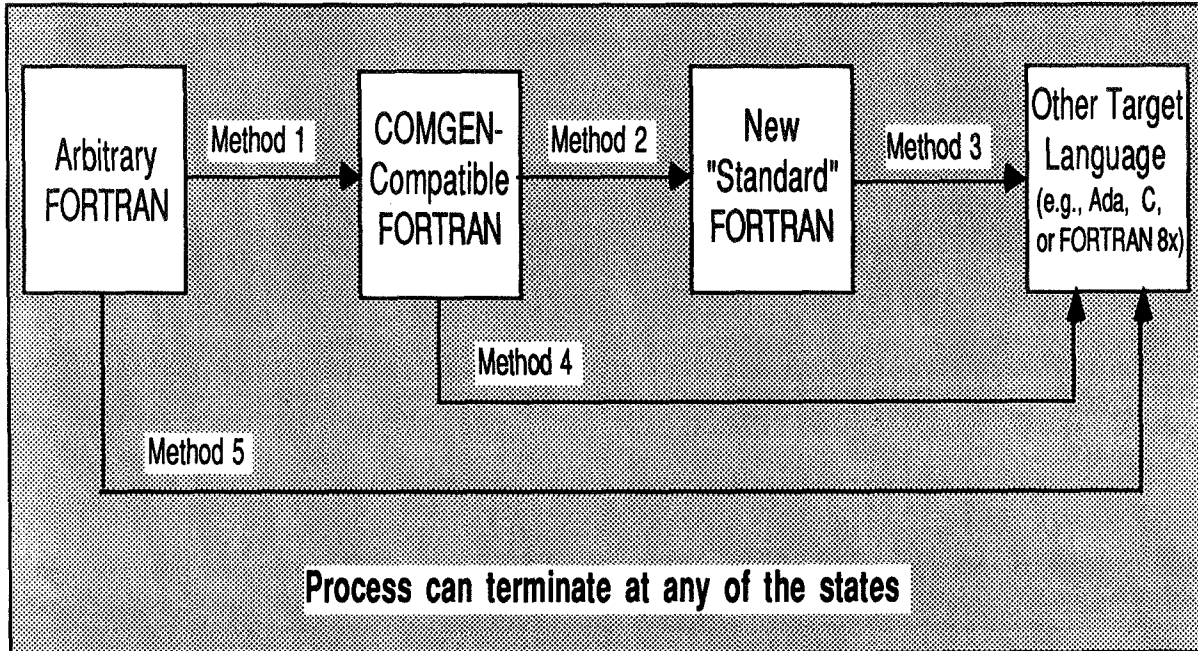 Arbitrary
FORTRAN
Method 1
COMGEN-
Compatible
FORTRAN
Method 2
New
"Standard"
FORTRAN
Method 3
Other Target
Language
(e.g., Ada, C,
or FORTRAN 8x)
Method 4
Method 5
Process can terminate at any of the states